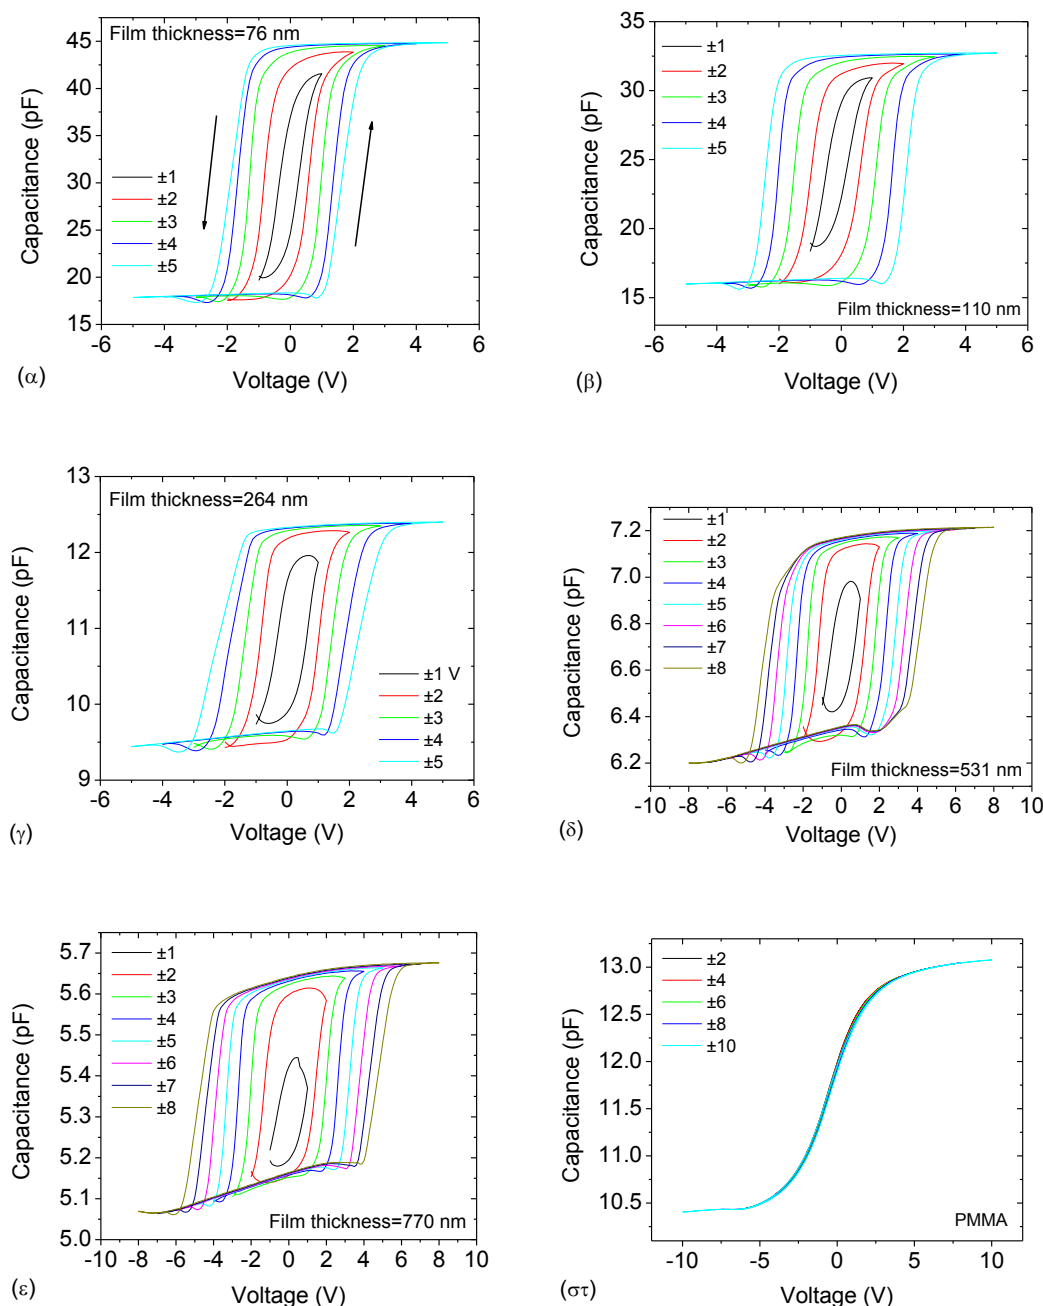 Film thickness=76 nm
Capacitance (pF)
45
40
35
30
25
20
15
±1
±2
±3
±4
±5
-6 -4 -2 0 2 4 6
Voltage (V)
(α)
Capacitance (pF)
35
30
25
20
15
±1
±2
±3
±4
±5
Film thickness=110 nm
-6 -4 -2 0 2 4 6
Voltage (V)
(β)
Film thickness=264 nm
Capacitance (pF)
13
12
11
10
9
±1 V
±2
±3
±4
±5
-6 -4 -2 0 2 4 6
Voltage (V)
(γ)
Capacitance (pF)
7.2
7.0
6.8
6.6
6.4
6.2
±1
±2
±3
±4
±5
±6
±7
±8
Film thickness=531 nm
-10 -8 -6 -4 -2 0 2 4 6 8 10
Voltage (V)
(δ)
Capacitance (pF)
5.7
5.6
5.5
5.4
5.3
5.2
5.1
5.0
±1
±2
±3
±4
±5
±6
±7
±8
Film thickness=770 nm
-10 -8 -6 -4 -2 0 2 4 6 8 10
Voltage (V)
(ε)
Capacitance (pF)
13.0
12.5
12.0
11.5
11.0
10.5
±2
±4
±6
±8
±10
PMMA
-10 -5 0 5 10
Voltage (V)
(στ)